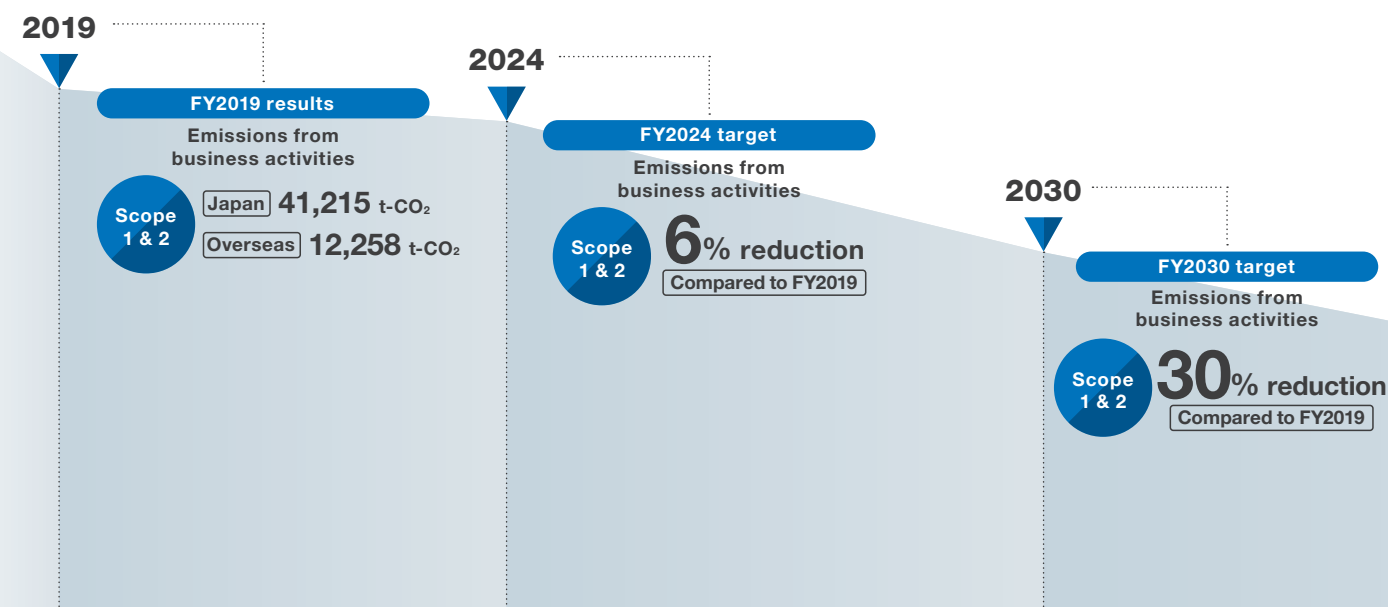 2019
FY2019 results
Emissions from
business activities
Scope
1 & 2
Japan 41,215 t-CO₂
Overseas 12,258 t-CO₂
2024
FY2024 target
Emissions from
business activities
Scope
1 & 2
6% reduction
Compared to FY2019
2030
FY2030 target
Emissions from
business activities
Scope
1 & 2
30% reduction
Compared to FY2019